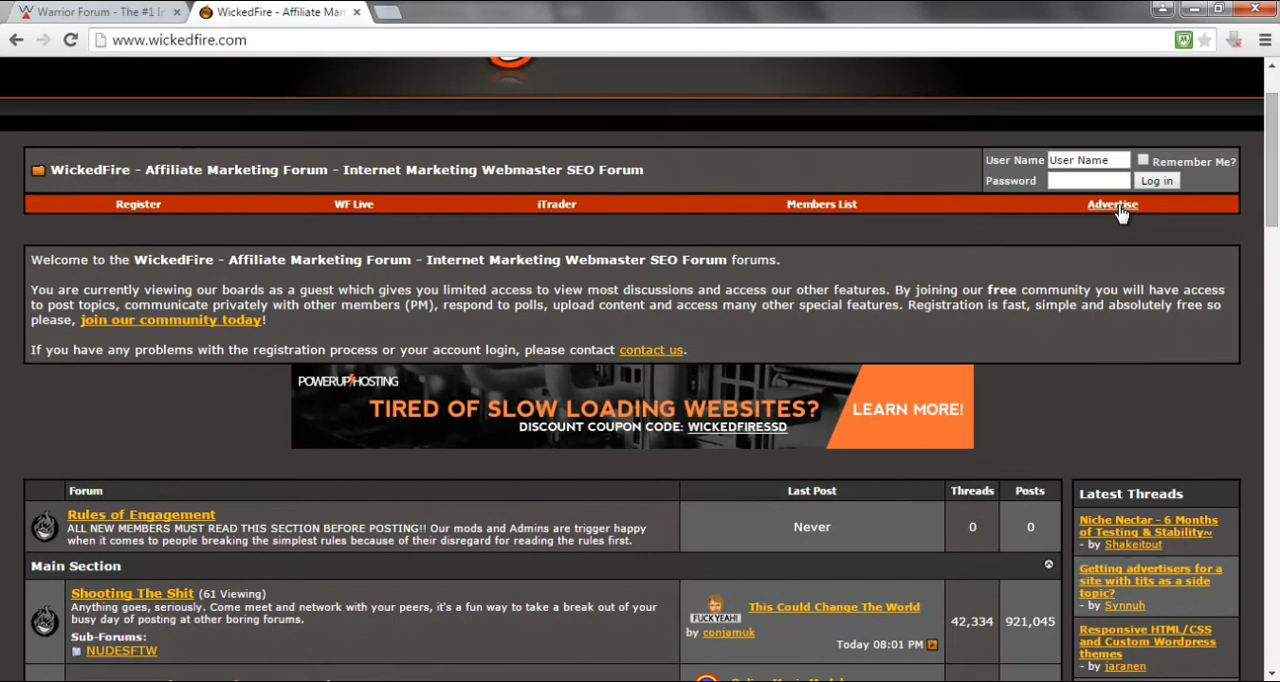 Warrior Forum - The #1 In
WickedFire - Affiliate Mar
www.wickedfire.com
WickedFire - Affiliate Marketing Forum - Internet Marketing Webmaster SEO Forum
User Name User Name Remember Me?
Password Log in
Register WF Live iTrader Members List Advertise
Welcome to the WickedFire - Affiliate Marketing Forum - Internet Marketing Webmaster SEO Forum forums.
You are currently viewing our boards as a guest which gives you limited access to view most discussions and access our other features. By joining our free community you will have access
to post topics, communicate privately with other members (PM), respond to polls, upload content and access many other special features. Registration is fast, simple and absolutely free so
please, join our community today!
If you have any problems with the registration process or your account login, please contact contact us.
POWERUPHOSTING
TIRED OF SLOW LOADING WEBSITES?
DISCOUNT COUPON CODE: WICKEDFIRESSD
LEARN MORE!
Forum Last Post Threads Posts
Rules of Engagement
ALL NEW MEMBERS MUST READ THIS SECTION BEFORE POSTING!! Our mods and Admins are trigger happy
when it comes to people breaking the simplest rules because of their disregard for reading the rules first.
Never 0 0
Main Section
Shooting The Shit (61 Viewing)
Anything goes, seriously. Come meet and network with your peers, it's a fun way to take a break out of your
busy day of posting at other boring forums.
Sub-Forums:
NUDESFTW
FUCK YEAH!
This Could Change The World
by conjamuk
Today 08:01 PM
42,334 921,045
Latest Threads
Niche Nectar - 6 Months
of Testing & Stability~
- by Shakeitout
Getting advertisers for a
site with tits as a side
topic?
- by Synnuh
Responsive HTML/CSS
and Custom Wordpress
themes
- by jaranen